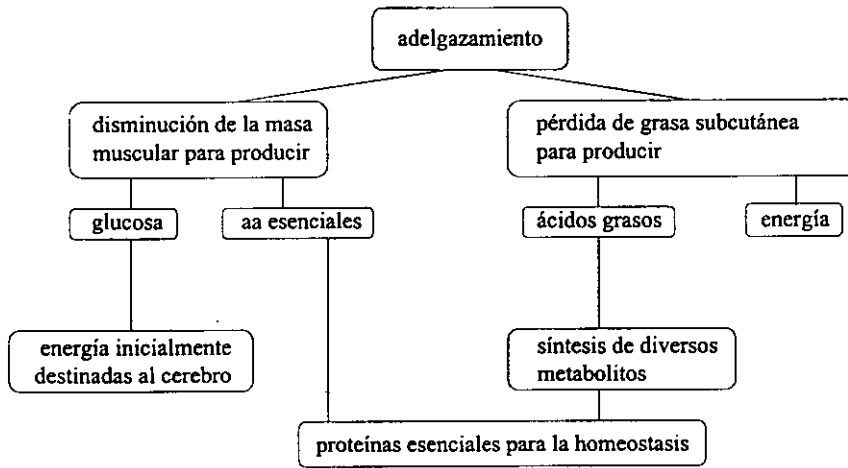 adelgazamiento
disminución de la masa
muscular para producir
pérdida de grasa subcutánea
para producir
glucosa
aa esenciales
ácidos grasos
energía
energía inicialmente
destinadas al cerebro
síntesis de diversos
metabolitos
proteínas esenciales para la homeostasis